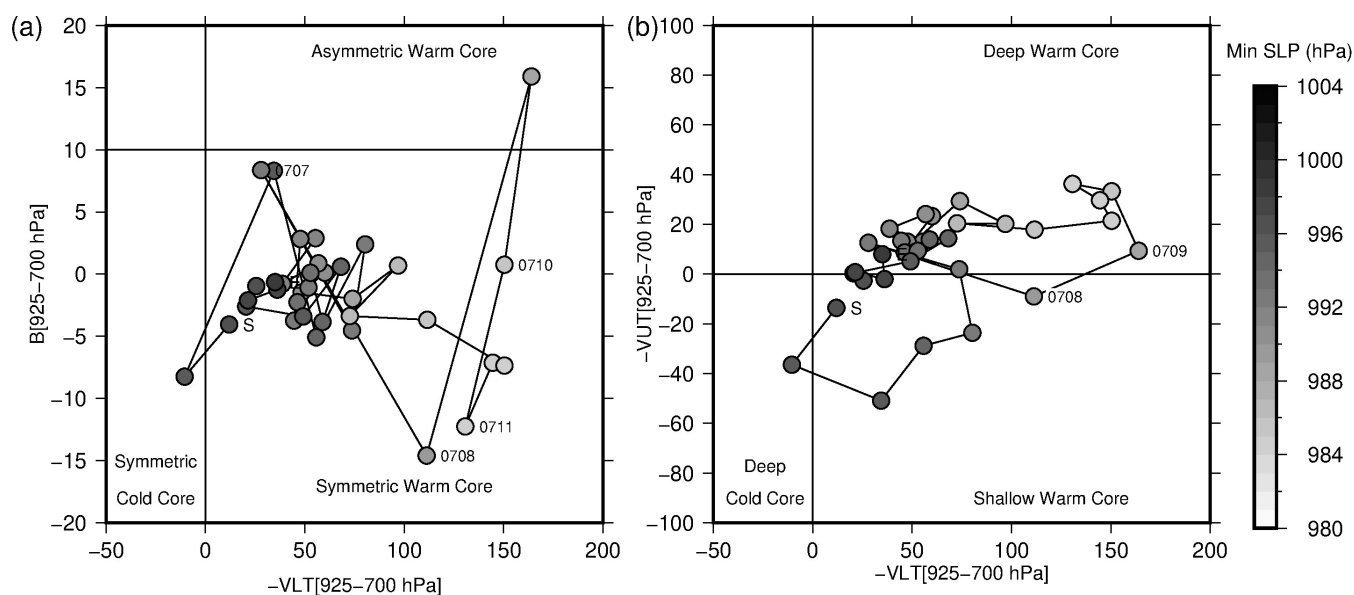 (a)
20
15
10
5
0
−5
−10
−15
−20
B[925−700 hPa]
Asymmetric Warm Core
0707
0710
S
0711
0708
Symmetric
Cold Core
Symmetric Warm Core
−50 0 50 100 150 200
−VLT[925−700 hPa]
(b)
100
80
60
40
20
0
−20
−40
−60
−80
−100
−VUT[925−700 hPa]
Deep Warm Core
E
0709
0708
S
Deep
Cold Core
Shallow Warm Core
−50 0 50 100 150 200
−VLT[925−700 hPa]
Min SLP (hPa)
1004
1000
996
992
988
984
980